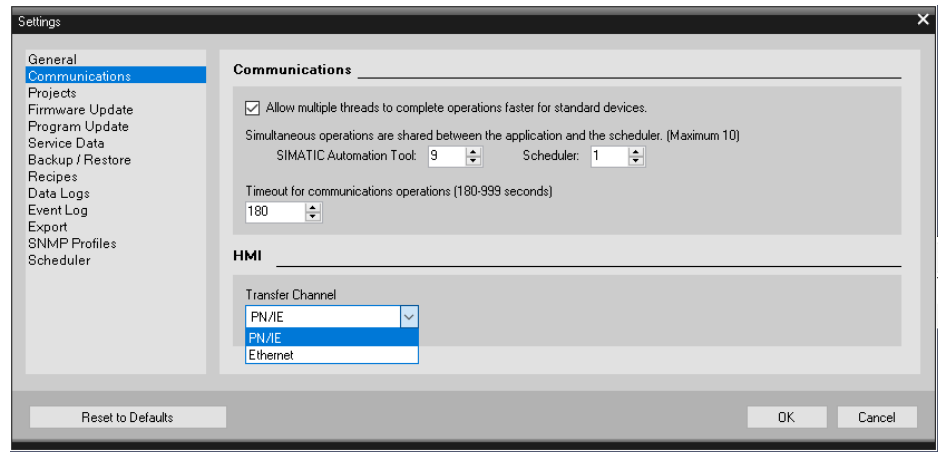 Settings
General
Communications
Projects
Firmware Update
Program Update
Service Data
Backup / Restore
Recipes
Data Logs
Event Log
Export
SNMP Profiles
Scheduler
Communications
Allow multiple threads to complete operations faster for standard devices.
Simultaneous operations are shared between the application and the scheduler. (Maximum 10)
SIMATIC Automation Tool: 9 Scheduler: 1
Timeout for communications operations (180-999 seconds)
180
HMI
Transfer Channel
PN/IE
PN/IE
Ethernet
Reset to Defaults OK Cancel